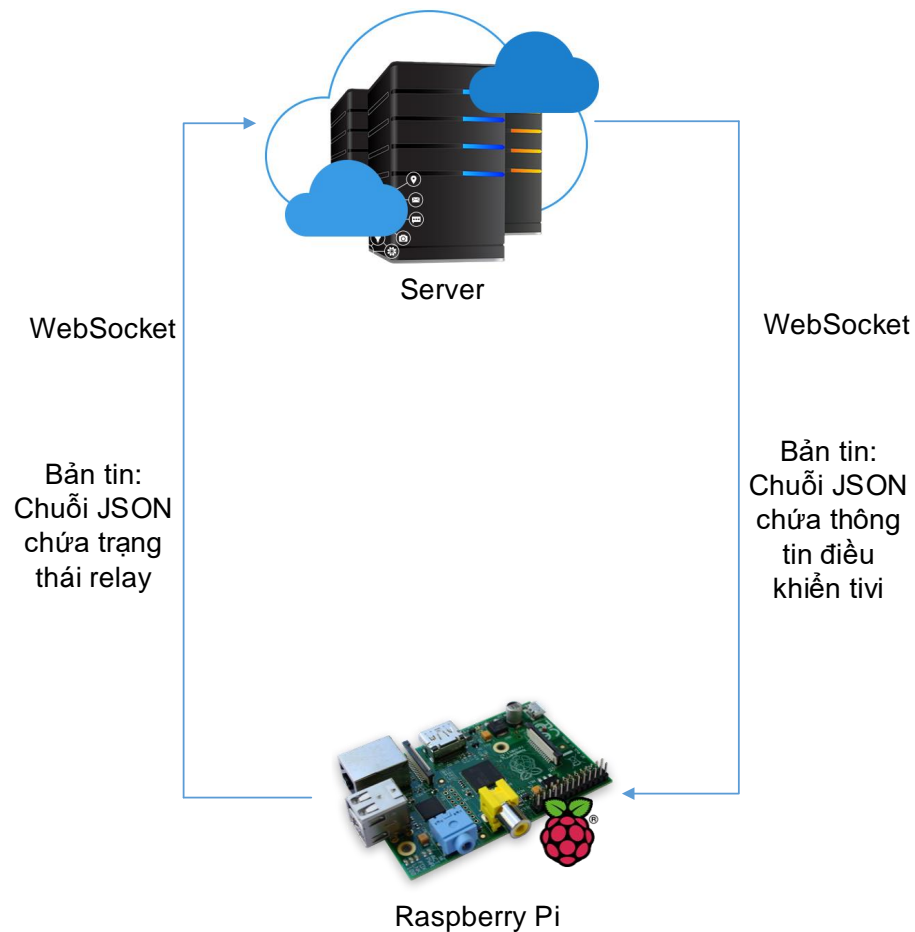 Server
WebSocket
WebSocket
Bản tin:
Chuỗi JSON
chứa trạng
thái relay
Bản tin:
Chuỗi JSON
chứa thông
tin điều
khiển tivi
®
Raspberry Pi